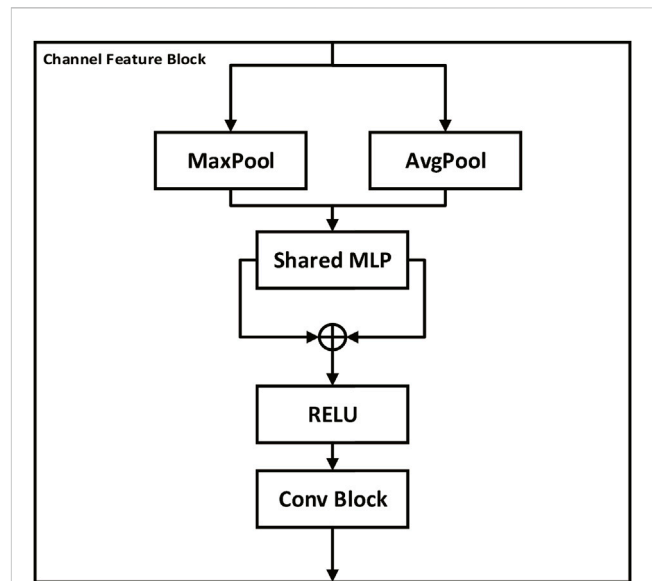 Channel Feature Block
MaxPool
AvgPool
Shared MLP
RELU
Conv Block